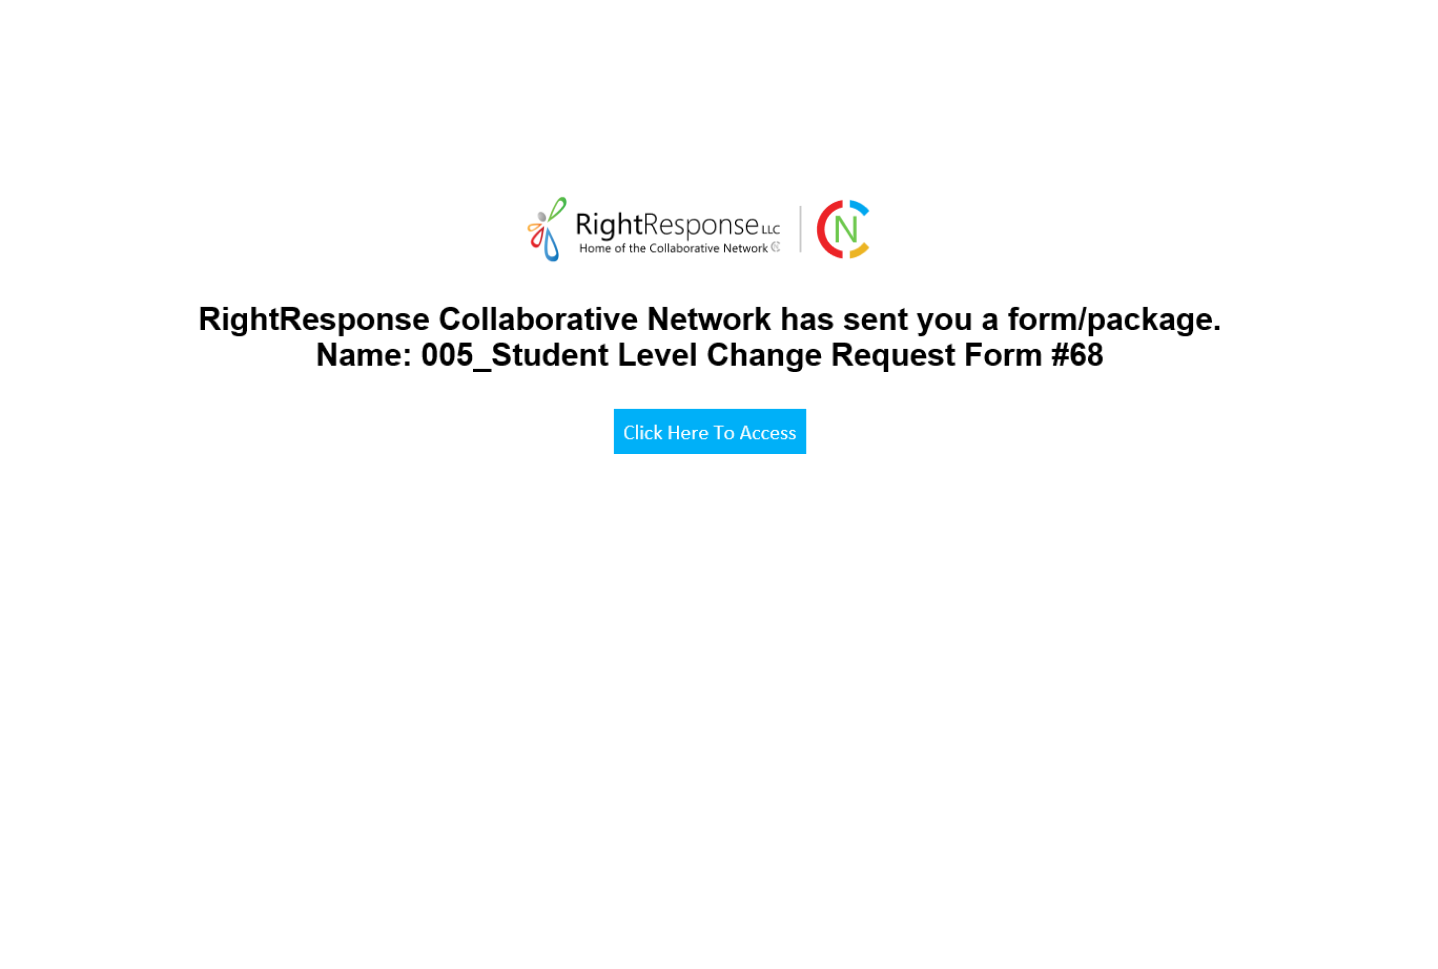 RightResponse LLC
Home of the Collaborative Network
CN
RightResponse Collaborative Network has sent you a form/package.
Name: 005_Student Level Change Request Form #68
Click Here To Access